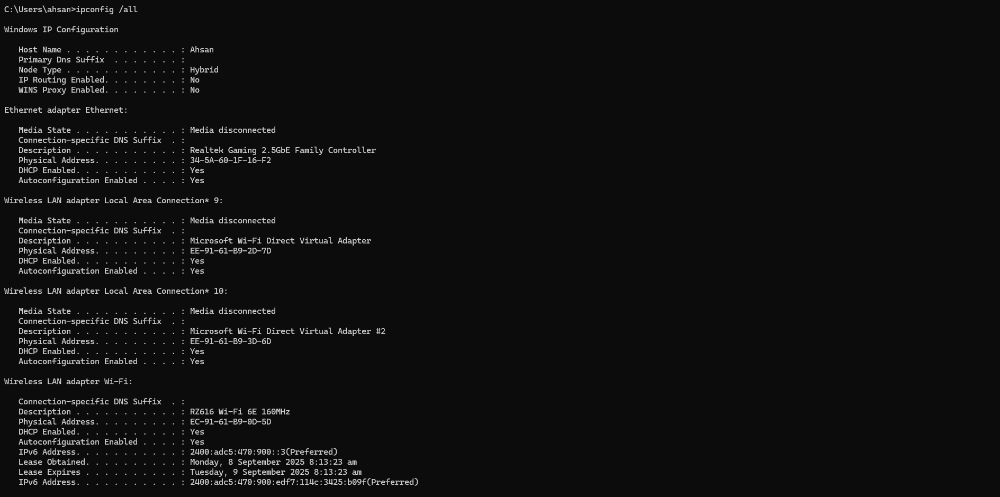 C:\Users\ahsan>ipconfig /all
Windows IP Configuration
Host Name . . . . . . . . . . . . : Ahsan
Primary Dns Suffix  . . . . . . . :
Node Type . . . . . . . . . . . . : Hybrid
IP Routing Enabled. . . . . . . . : No
WINS Proxy Enabled. . . . . . . . : No
Ethernet adapter Ethernet:
Media State . . . . . . . . . . . : Media disconnected
Connection-specific DNS Suffix  . :
Description . . . . . . . . . . . : Realtek Gaming 2.5GbE Family Controller
Physical Address. . . . . . . . . : 34-5A-60-1F-16-F2
DHCP Enabled. . . . . . . . . . . : Yes
Autoconfiguration Enabled . . . . : Yes
Wireless LAN adapter Local Area Connection* 9:
Media State . . . . . . . . . . . : Media disconnected
Connection-specific DNS Suffix  . :
Description . . . . . . . . . . . : Microsoft Wi-Fi Direct Virtual Adapter
Physical Address. . . . . . . . . : EE-91-61-B9-2D-7D
DHCP Enabled. . . . . . . . . . . : Yes
Autoconfiguration Enabled . . . . : Yes
Wireless LAN adapter Local Area Connection* 10:
Media State . . . . . . . . . . . : Media disconnected
Connection-specific DNS Suffix  . :
Description . . . . . . . . . . . : Microsoft Wi-Fi Direct Virtual Adapter #2
Physical Address. . . . . . . . . : EE-91-61-B9-3D-6D
DHCP Enabled. . . . . . . . . . . : Yes
Autoconfiguration Enabled . . . . : Yes
Wireless LAN adapter Wi-Fi:
Connection-specific DNS Suffix  . :
Description . . . . . . . . . . . : RZ616 Wi-Fi 6E 160MHz
Physical Address. . . . . . . . . : EC-91-61-B9-0D-5D
DHCP Enabled. . . . . . . . . . . : Yes
Autoconfiguration Enabled . . . . : Yes
IPv6 Address. . . . . . . . . . . : 2400:adc5:470:900::3(Preferred)
Lease Obtained. . . . . . . . . . : Monday, 8 September 2025 8:13:23 am
Lease Expires . . . . . . . . . . : Tuesday, 9 September 2025 8:13:23 am
IPv6 Address. . . . . . . . . . . : 2400:adc5:470:900:edf7:114c:3425:b09f(Preferred)